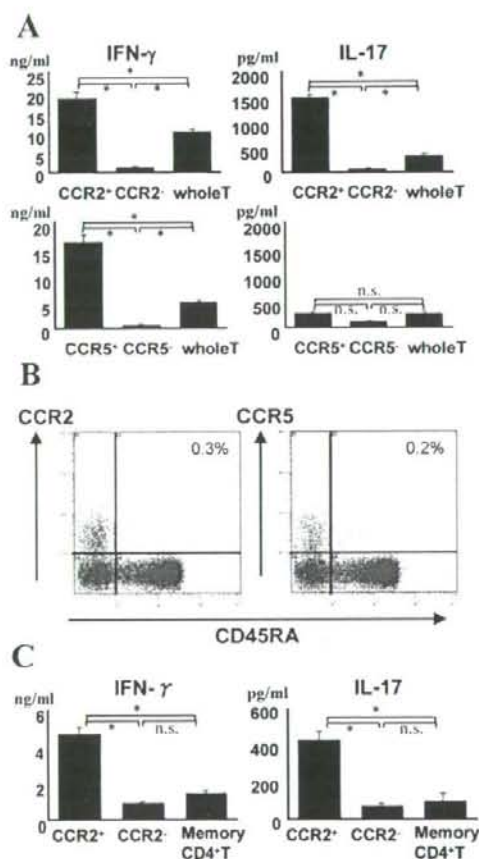 A
IFN-γ IL-17
ng/ml pg/ml
25 2000
20 1500
15 1000
10
5 500
0 0
* *
* * * *
CCR2⁺ CCR2⁻ wholeT CCR2⁺ CCR2⁻ wholeT
ng/ml pg/ml
20 2000
15 1500
10 1000
5 500
0 0
* n.s.
* * n.s. n.s.
CCR5⁺ CCR5⁻ wholeT CCR5⁺ CCR5⁻ wholeT
B
CCR2 CCR5
0.3% 0.2%
CD45RA
C
IFN- γ IL-17
ng/ml pg/ml
6 600
4 400
2 200
0 0
* *
* n.s. * n.s.
CCR2⁺ CCR2⁻ Memory CCR2⁺ CCR2⁻ Memory
CD4⁺T CD4⁺T